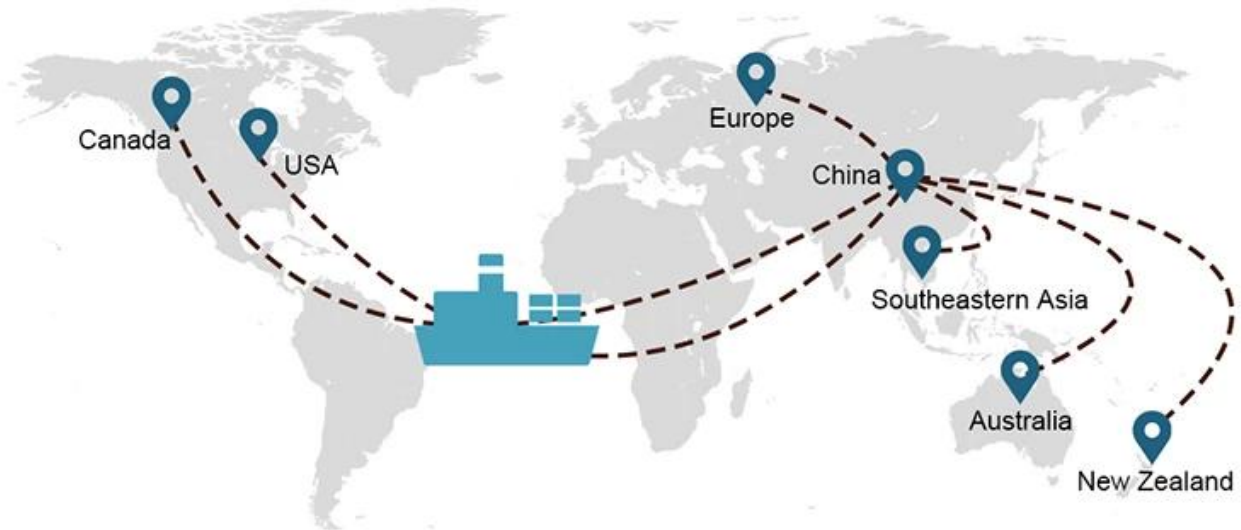 Europe
Canada
USA
China
Southeastern Asia
Australia
New Zealand